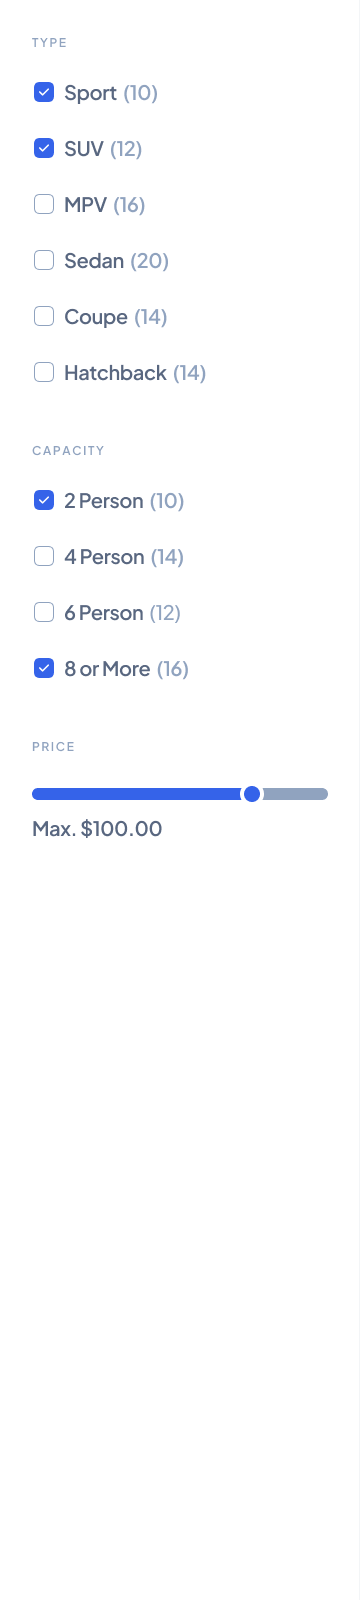 TYPE
Sport (10)
SUV (12)
MPV (16)
Sedan (20)
Coupe (14)
Hatchback (14)
CAPACITY
2 Person (10)
4 Person (14)
6 Person (12)
8 or More (16)
PRICE
Max. $100.00